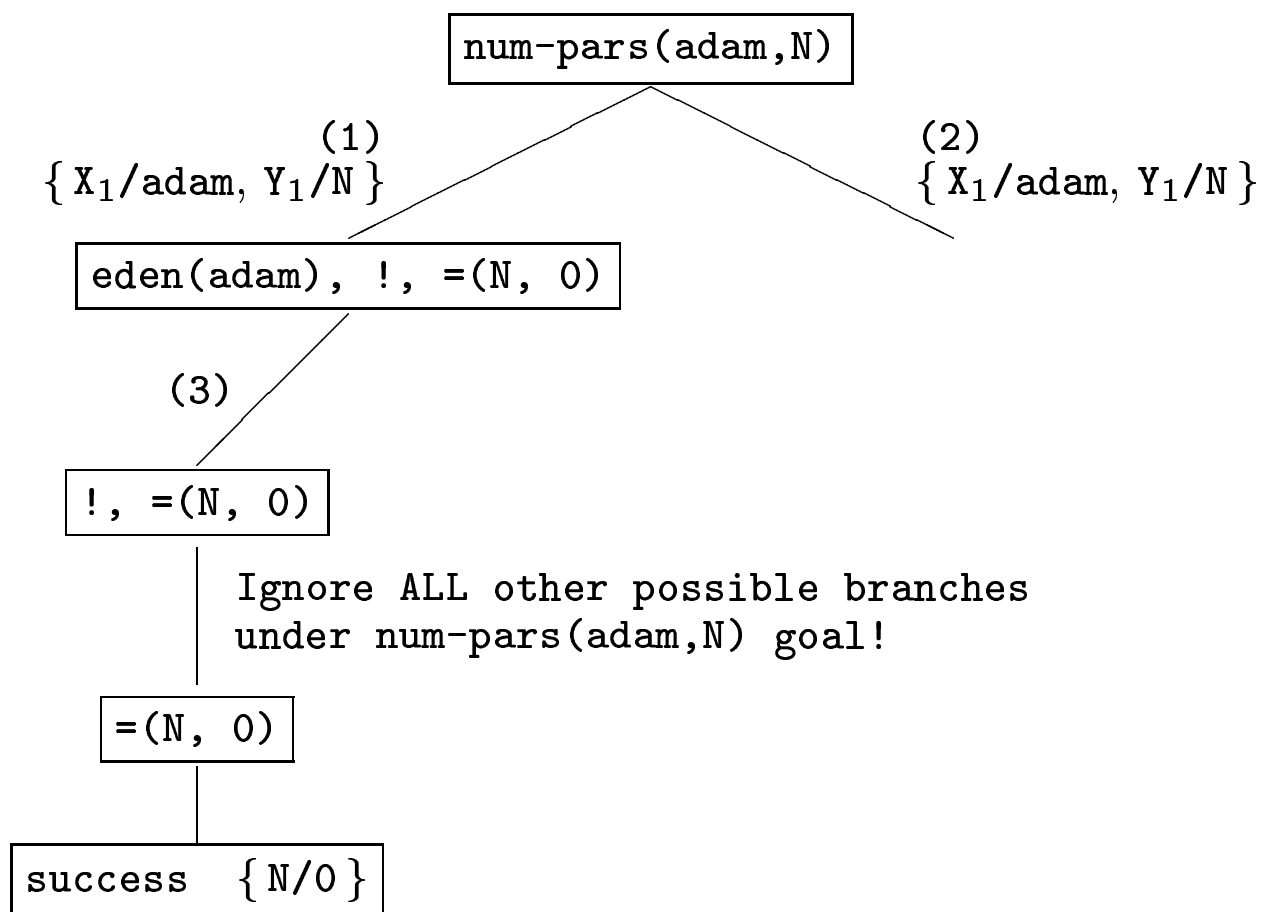 num-pars(adam,N)
(1)
{ X₁/adam, Y₁/N }
(2)
{ X₁/adam, Y₁/N }
eden(adam), !, =(N, 0)
(3)
!, =(N, 0)
Ignore ALL other possible branches
under num-pars(adam,N) goal!
=(N, 0)
success { N/0 }